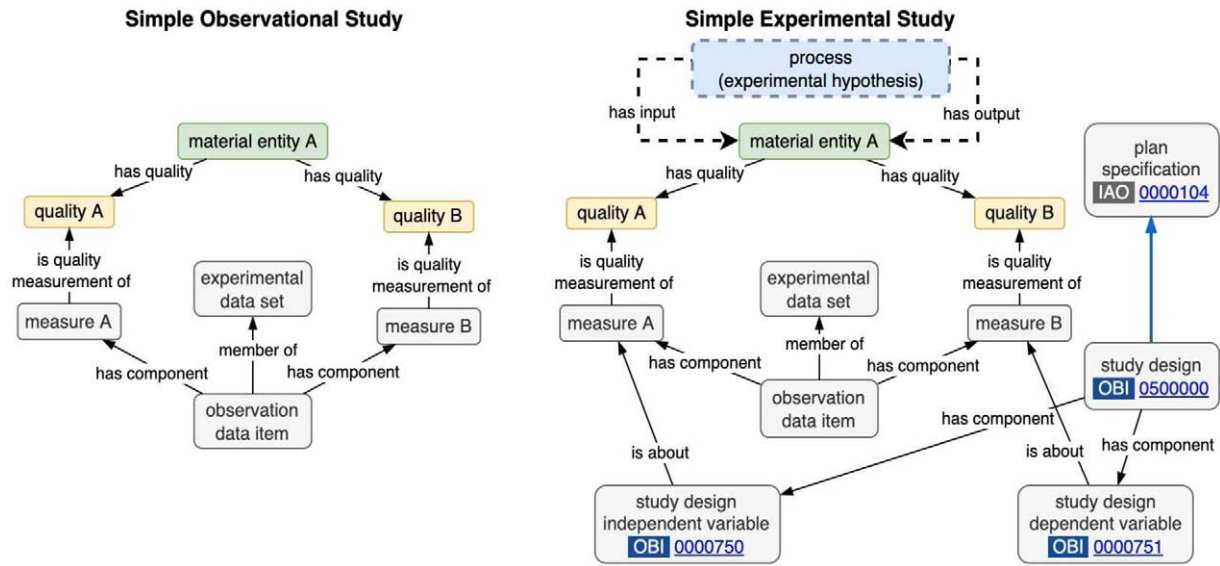 Simple Observational Study
material entity A
has quality
has quality
quality A
quality B
is quality
measurement of
is quality
measurement of
experimental
data set
measure A
measure B
member of
has component
has component
observation
data item
Simple Experimental Study
process
(experimental hypothesis)
has input
has output
material entity A
has quality
has quality
quality A
quality B
is quality
measurement of
is quality
measurement of
experimental
data set
measure A
measure B
member of
has component
has component
observation
data item
plan
specification
IAO 0000104
study design
OBI 0500000
has component
has component
is about
is about
study design
independent variable
OBI 0000750
study design
dependent variable
OBI 0000751